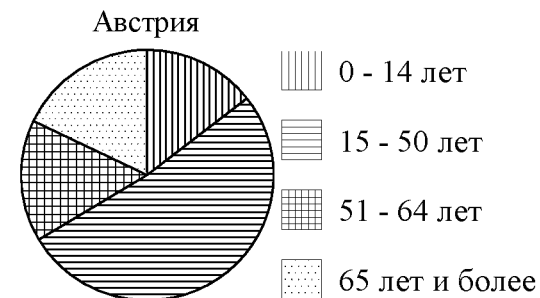 Австрия
0 - 14 лет
15 - 50 лет
51 - 64 лет
65 лет и более